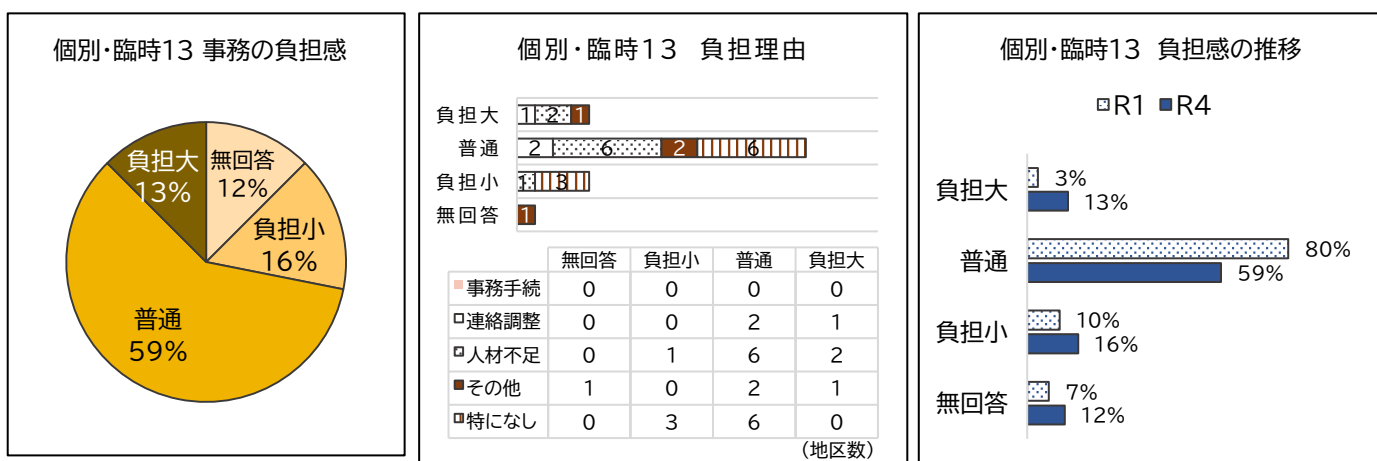 個別・臨時13 事務の負担感
無回答
12%
負担小
16%
普通
59%
負担大
13%
個別・臨時13 負担理由
負担大 1 2 1
普通 2 6 2 6
負担小 1 3
無回答 1
無回答 負担小 普通 負担大
事務手続 0 0 0 0
連絡調整 0 0 2 1
人材不足 0 1 6 2
その他 1 0 2 1
特になし 0 3 6 0
(地区数)
個別・臨時13 負担感の推移
R1 R4
負担大 3%
13%
普通 80%
59%
負担小 10%
16%
無回答 7%
12%